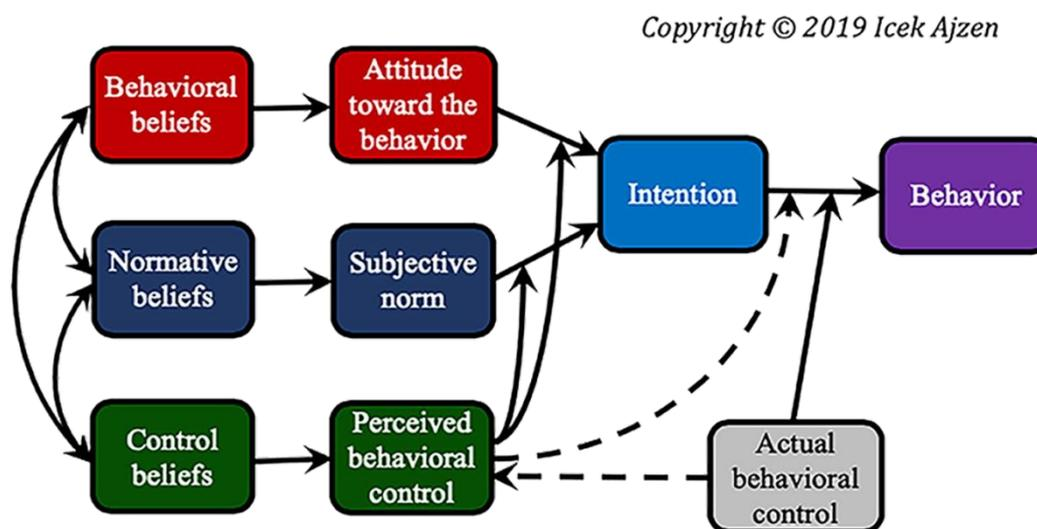 Copyright © 2019 Icek Ajzen
Behavioral
beliefs
Attitude
toward the
behavior
Intention
Behavior
Normative
beliefs
Subjective
norm
Control
beliefs
Perceived
behavioral
control
Actual
behavioral
control